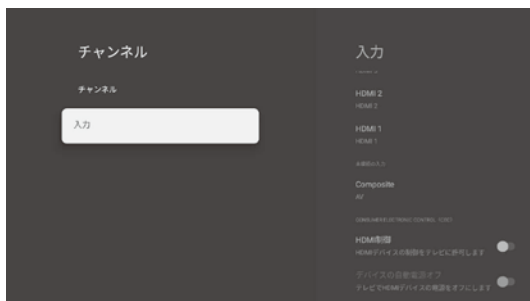 チャンネル
チャンネル
入力
入力
HDMI 2
HDMI 2
HDMI 1
HDMI 1
Composite
AV
CONSUMER ELECTRONIC CONTROL
HDMI制御
HDMIデバイスの制御をテレビに許可します
デバイスの自動電源オフ
テレビでHDMIデバイスの電源をオフにします